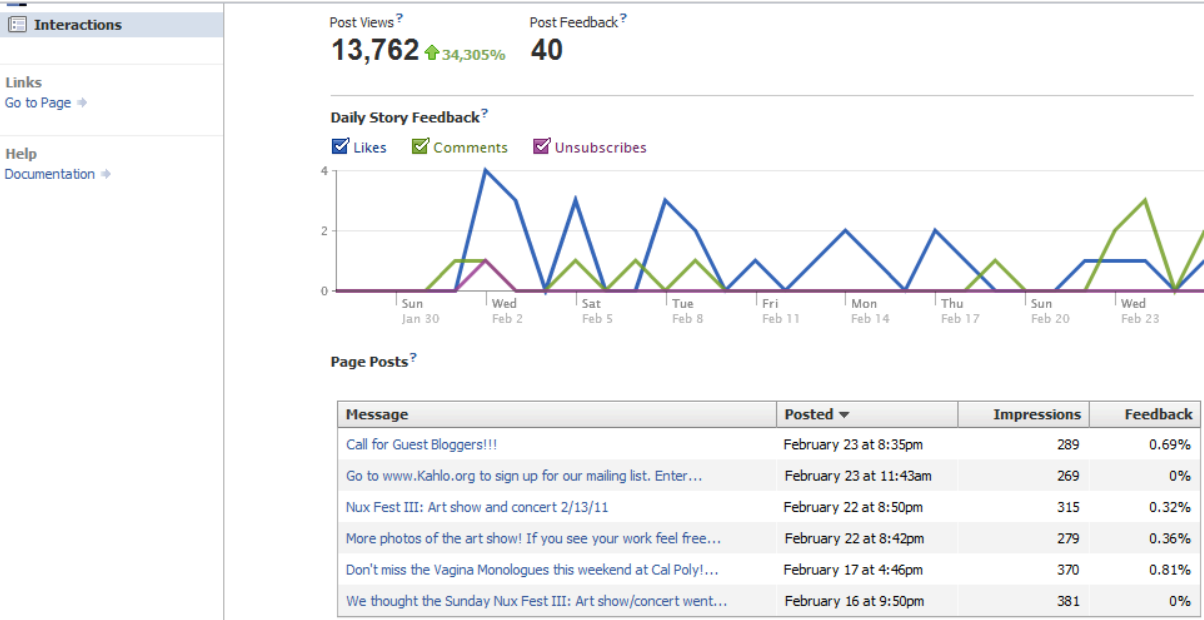 Interactions
Links
Go to Page
Help
Documentation
Post Views?
Post Feedback?
13,762 34,305% 40
Daily Story Feedback?
Likes Comments Unsubscribes
4
2
0
Sun Wed Sat Tue Fri Mon Thu Sun Wed
Jan 30 Feb 2 Feb 5 Feb 8 Feb 11 Feb 14 Feb 17 Feb 20 Feb 23
Page Posts?
Message Posted Impressions Feedback
Call for Guest Bloggers!!! February 23 at 8:35pm 289 0.69%
Go to www.Kahlo.org to sign up for our mailing list. Enter... February 23 at 11:43am 269 0%
Nux Fest III: Art show and concert 2/13/11 February 22 at 8:50pm 315 0.32%
More photos of the art show! If you see your work feel free... February 22 at 8:42pm 279 0.36%
Don't miss the Vagina Monologues this weekend at Cal Poly!... February 17 at 4:46pm 370 0.81%
We thought the Sunday Nux Fest III: Art show/concert went... February 16 at 9:50pm 381 0%